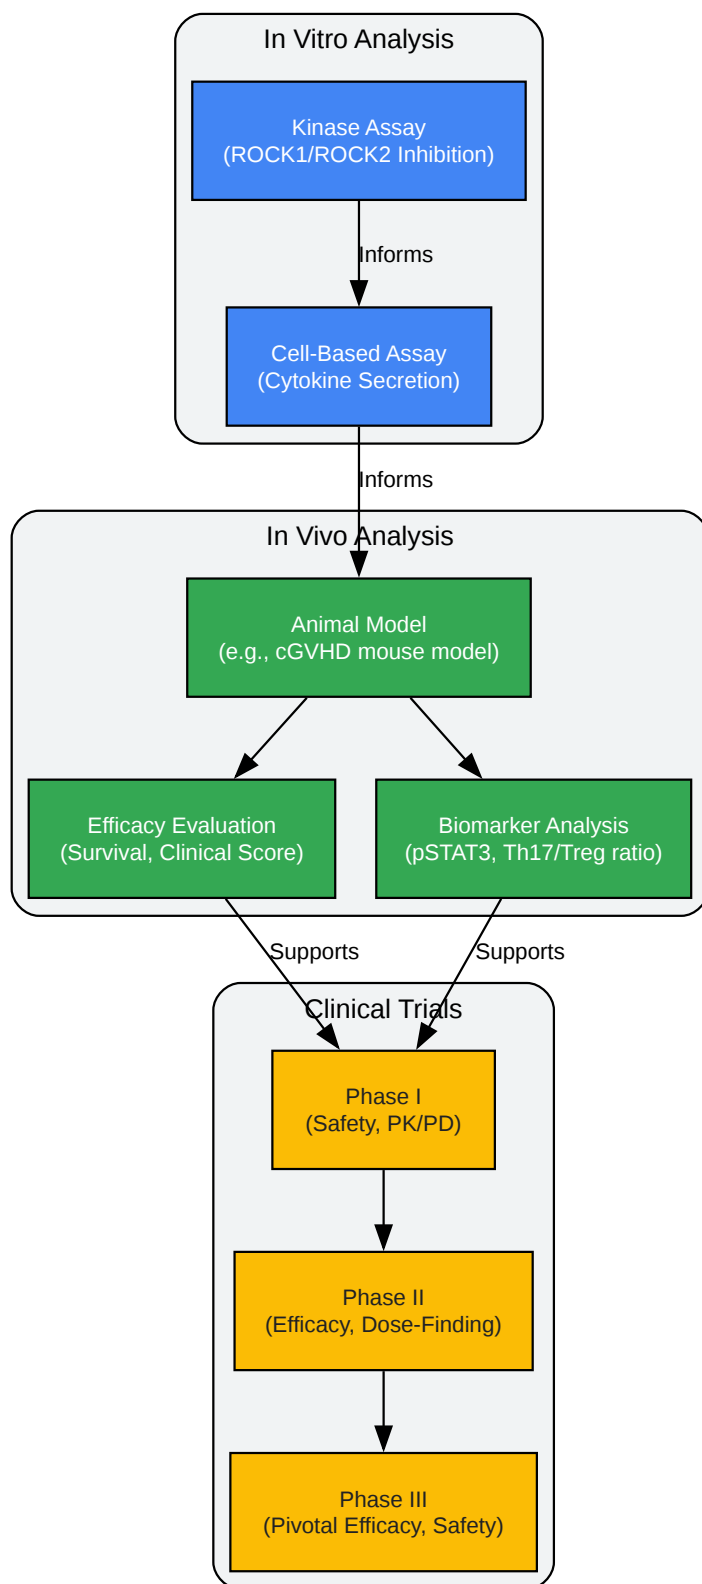 In Vitro Analysis
Kinase Assay
(ROCK1/ROCK2 Inhibition)
Informs
Cell-Based Assay
(Cytokine Secretion)
Informs
In Vivo Analysis
Animal Model
(e.g., cGVHD mouse model)
Efficacy Evaluation
(Survival, Clinical Score)
Biomarker Analysis
(pSTAT3, Th17/Treg ratio)
Supports
Supports
Clinical Trials
Phase I
(Safety, PK/PD)
Phase II
(Efficacy, Dose-Finding)
Phase III
(Pivotal Efficacy, Safety)